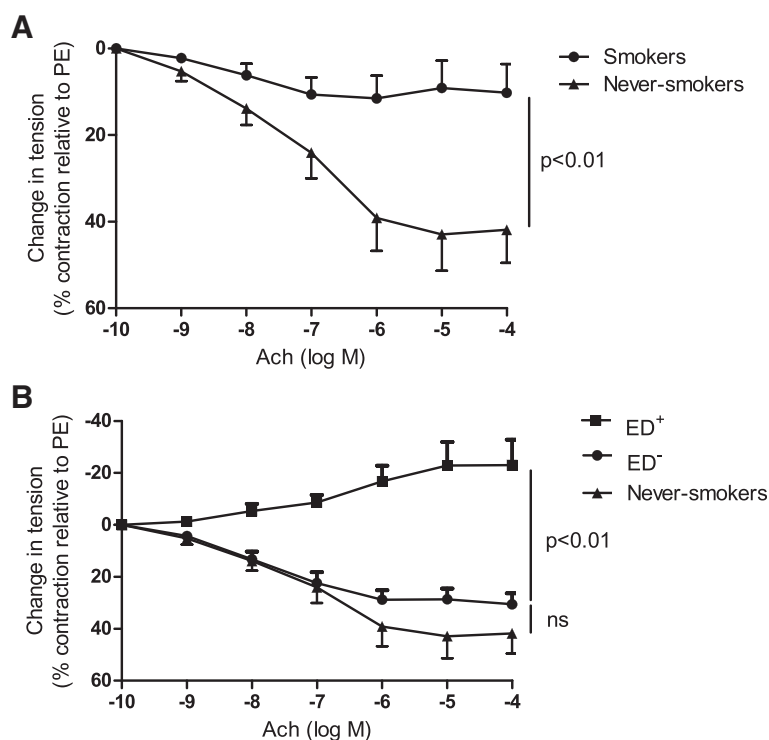 A
Change in tension
(% contraction relative to PE)
0
20
40
60
-10 -9 -8 -7 -6 -5 -4
Ach (log M)
Smokers
Never-smokers
p<0.01
B
Change in tension
(% contraction relative to PE)
-40
-20
0
20
40
60
-10 -9 -8 -7 -6 -5 -4
Ach (log M)
ED⁺
ED⁻
Never-smokers
p<0.01
ns